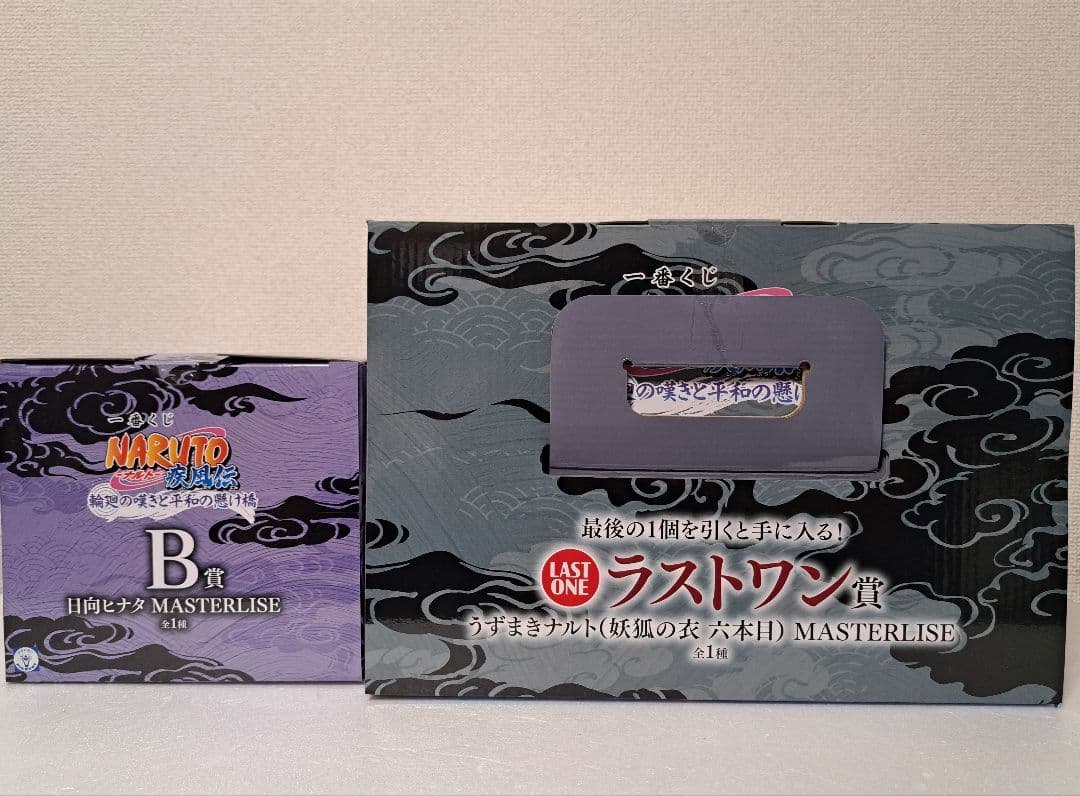 一番くじ
NARUTO
-ナルト-
疾風伝
輪廻の嘆きと平和の懸け橋
B賞
日向ヒナタ MASTERLISE
全1種
一番くじ
の嘆きと平和の懸け
最後の1個を引くと手に入る!
LAST
ONE
ラストワン賞
うずまきナルト(妖狐の衣 六本目) MASTERLISE
全1種